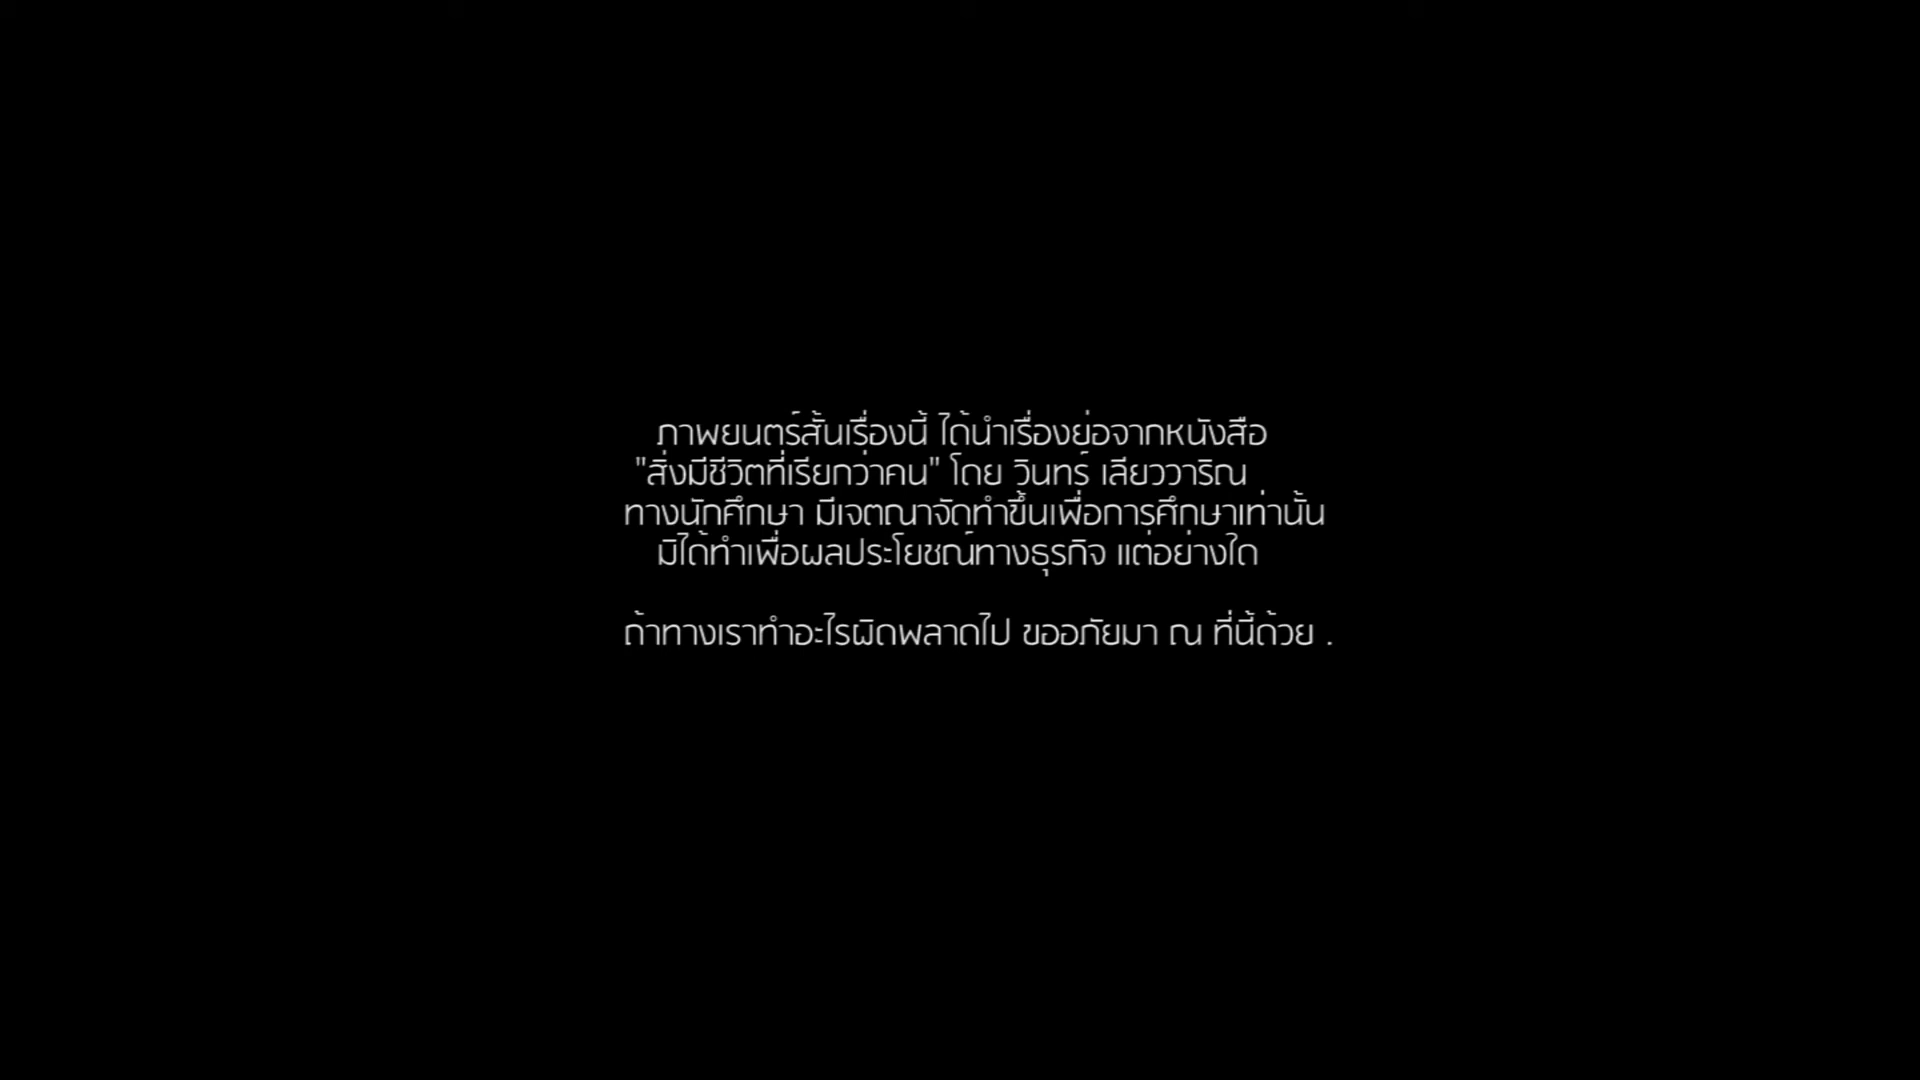 ภาพยนตร์สั้นเรื่องนี้ ได้นำเรื่องย่อจากหนังสือ
"สิ่งมีชีวิตที่เรียกว่าคน" โดย วินทร์ เลียววาริณ
ทางนักศึกษา มีเจตณาจัดทำขึ้นเพื่อการศึกษาเท่านั้น
มิได้ทำเพื่อผลประโยชณ์ทางธุรกิจ แต่อย่างใด
ถ้าทางเราทำอะไรผิดพลาดไป ขออภัยมา ณ ที่นี้ด้วย .